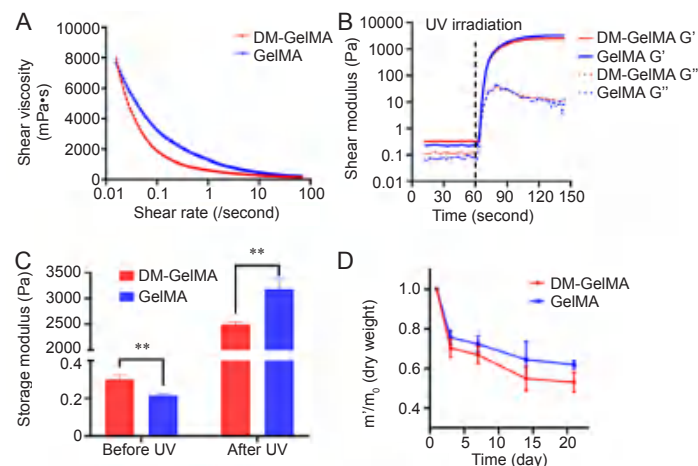 A
DM-GelMA
GelMA
Shear viscosity
(mPa•s)
10000
8000
6000
4000
2000
0
0.01
0.1
1
10
100
Shear rate (/second)
B
UV irradiation
DM-GelMA G'
GelMA G'
DM-GelMA G"
GelMA G"
Shear modulus (Pa)
10000
1000
100
10
1
0.1
0.01
0
30
60
90
120
150
Time (second)
C
DM-GelMA
GelMA
Storage modulus (Pa)
3500
3000
2500
2000
0.4
0.2
0
**
**
Before UV
After UV
D
DM-GelMA
GelMA
m'/m0 (dry weight)
1.0
0.8
0.6
0.4
0
5
10
15
20
Time (day)